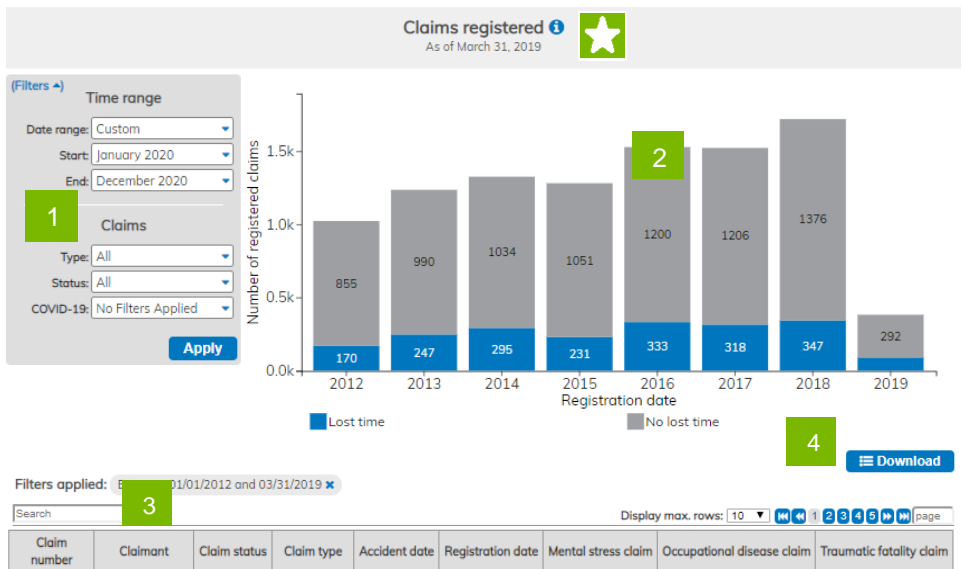 Claims registered
As of March 31, 2019
(Filters
Time range
Date range: Custom
Start: January 2020
End: December 2020
1
Claims
Type: All
Status: All
COVID-19: No Filters Applied
Apply
Number of registered claims
1.5k
1.0k
0.5k
0.0k
2
855
990
1034
1051
1200
1206
1376
292
170
247
295
231
333
318
347
2012 2013 2014 2015 2016 2017 2018 2019
Registration date
Lost time No lost time
4
Download
Filters applied: 01/01/2012 and 03/31/2019 ×
3
Search
Display max. rows: 10 1 2 3 4 5 page
Claim number Claimant Claim status Claim type Accident date Registration date Mental stress claim Occupational disease claim Traumatic fatality claim